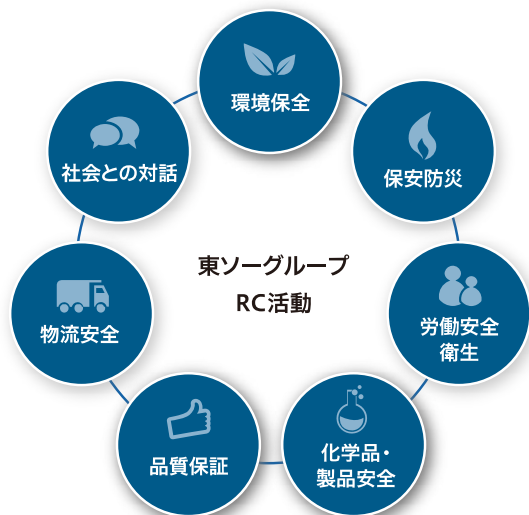 環境保全
保安防災
労働安全
衛生
化学品・
製品安全
品質保証
物流安全
社会との対話
東ソーグループ
RC活動